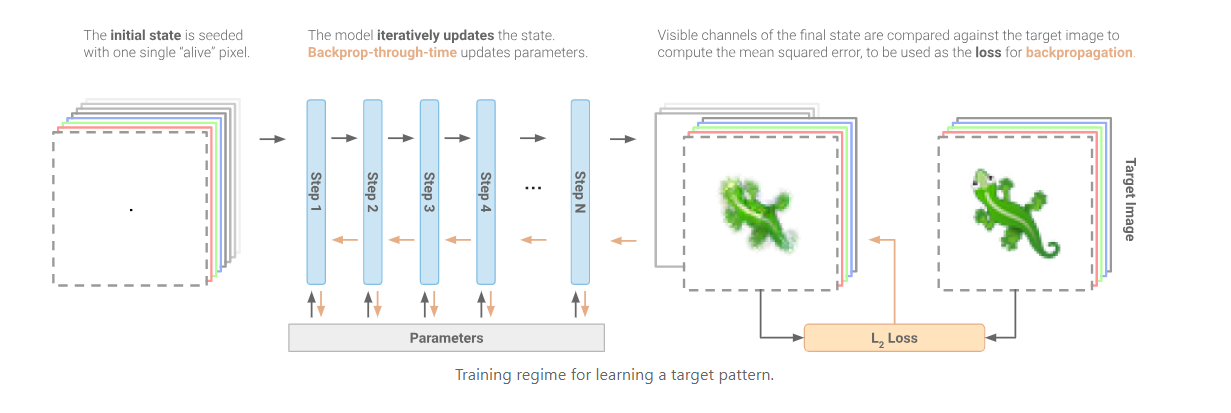 The initial state is seeded
with one single “alive” pixel.
The model iteratively updates the state.
Backprop-through-time updates parameters.
Visible channels of the final state are compared against the target image to
compute the mean squared error, to be used as the loss for backpropagation.
Step 1
Step 2
Step 3
Step 4
...
Step N
Target Image
Parameters
L2 Loss
Training regime for learning a target pattern.